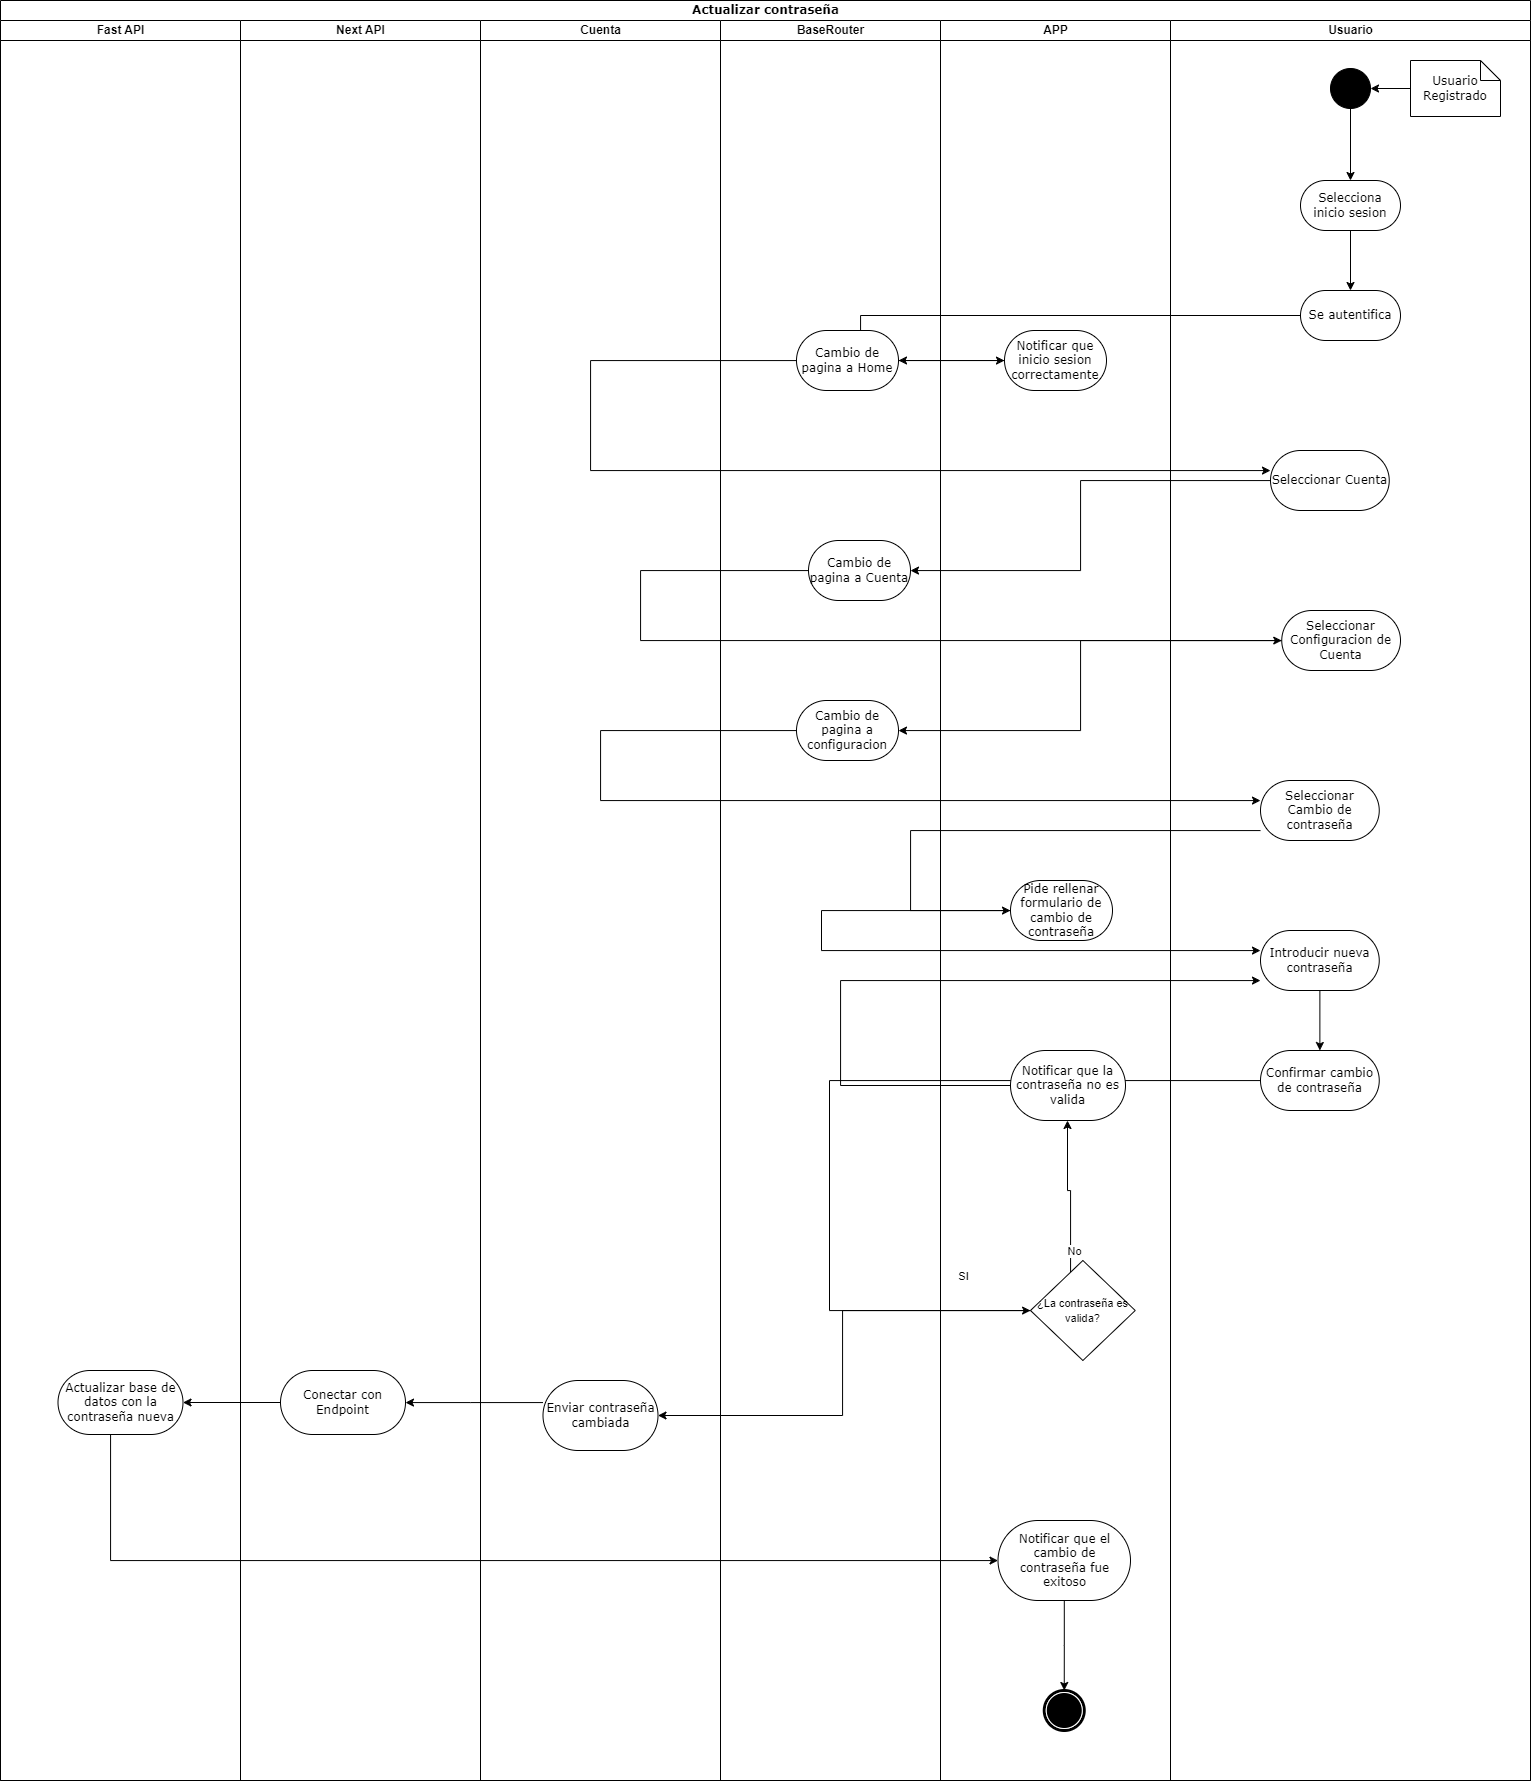 Actualizar contraseña
Fast API
Next API
Cuenta
BaseRouter
APP
Usuario
Usuario
Registrado
Selecciona
inicio sesion
Se autentifica
Cambio de
pagina a Home
Notificar que
inicio sesion
correctamente
Seleccionar Cuenta
Cambio de
pagina a Cuenta
Seleccionar
Configuracion de
Cuenta
Cambio de
pagina a
configuracion
Seleccionar
Cambio de
contraseña
Pide rellenar
formulario de
cambio de
contraseña
Introducir nueva
contraseña
Notificar que la
contraseña no es
valida
Confirmar cambio
de contraseña
No
SI
¿La contraseña es
valida?
Actualizar base de
datos con la
contraseña nueva
Conectar con
Endpoint
Enviar contraseña
cambiada
Notificar que el
cambio de
contraseña fue
exitoso